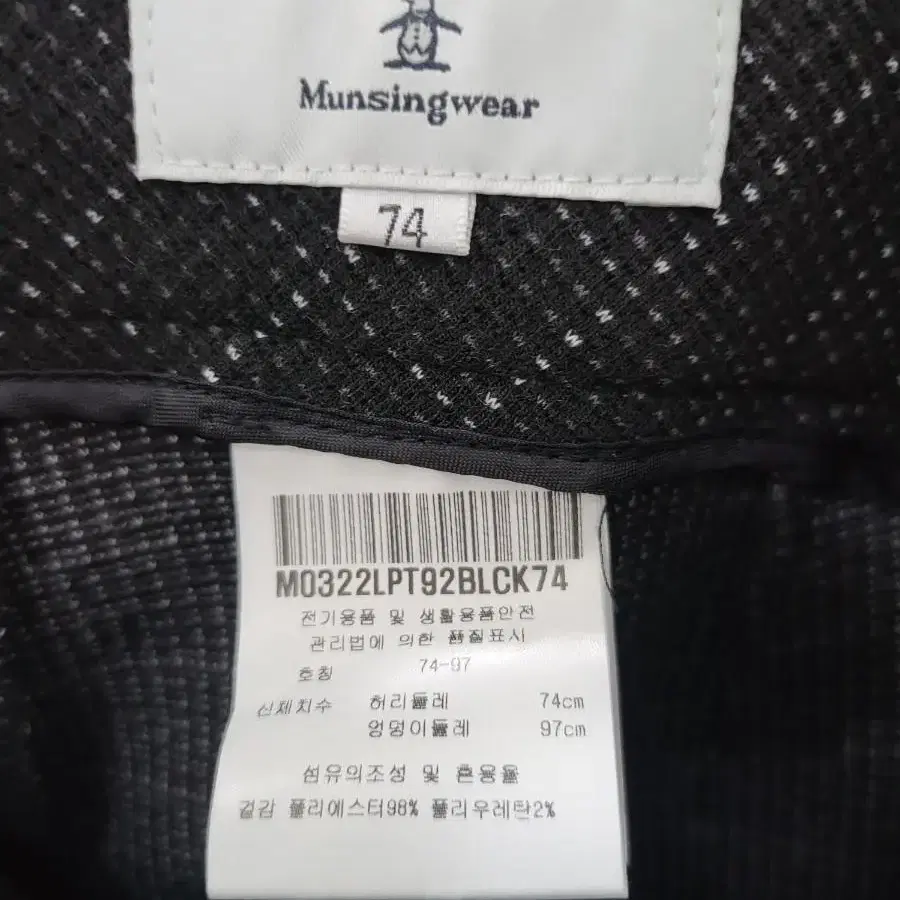 Munsingwear
74
M0322LPT92BLCK74
전기용품 및 생활용품안전
관리법에 의한 품질표시
호칭 74-97
신체치수 허리둘레 74cm
엉덩이둘레 97cm
섬유의조성 및 혼용율
겉감 폴리에스터98% 폴리우레탄2%